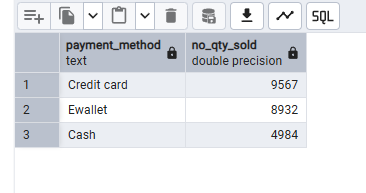 SQL
payment_method no_qty_sold
text double precision
1 Credit card 9567
2 Ewallet 8932
3 Cash 4984